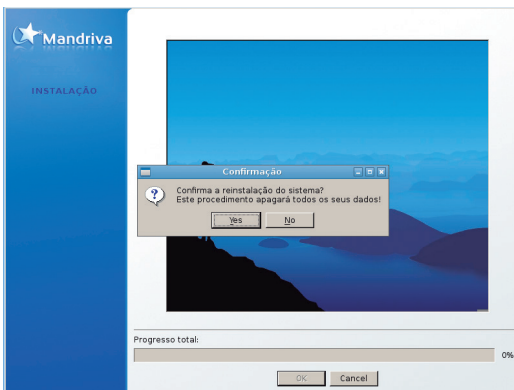 Mandriva
INSTALAÇÃO
Confirmação
Confirma a reinstalação do sistema?
Este procedimento apagará todos os seus dados!
Yes
No
Progresso total:
0%
OK
Cancel